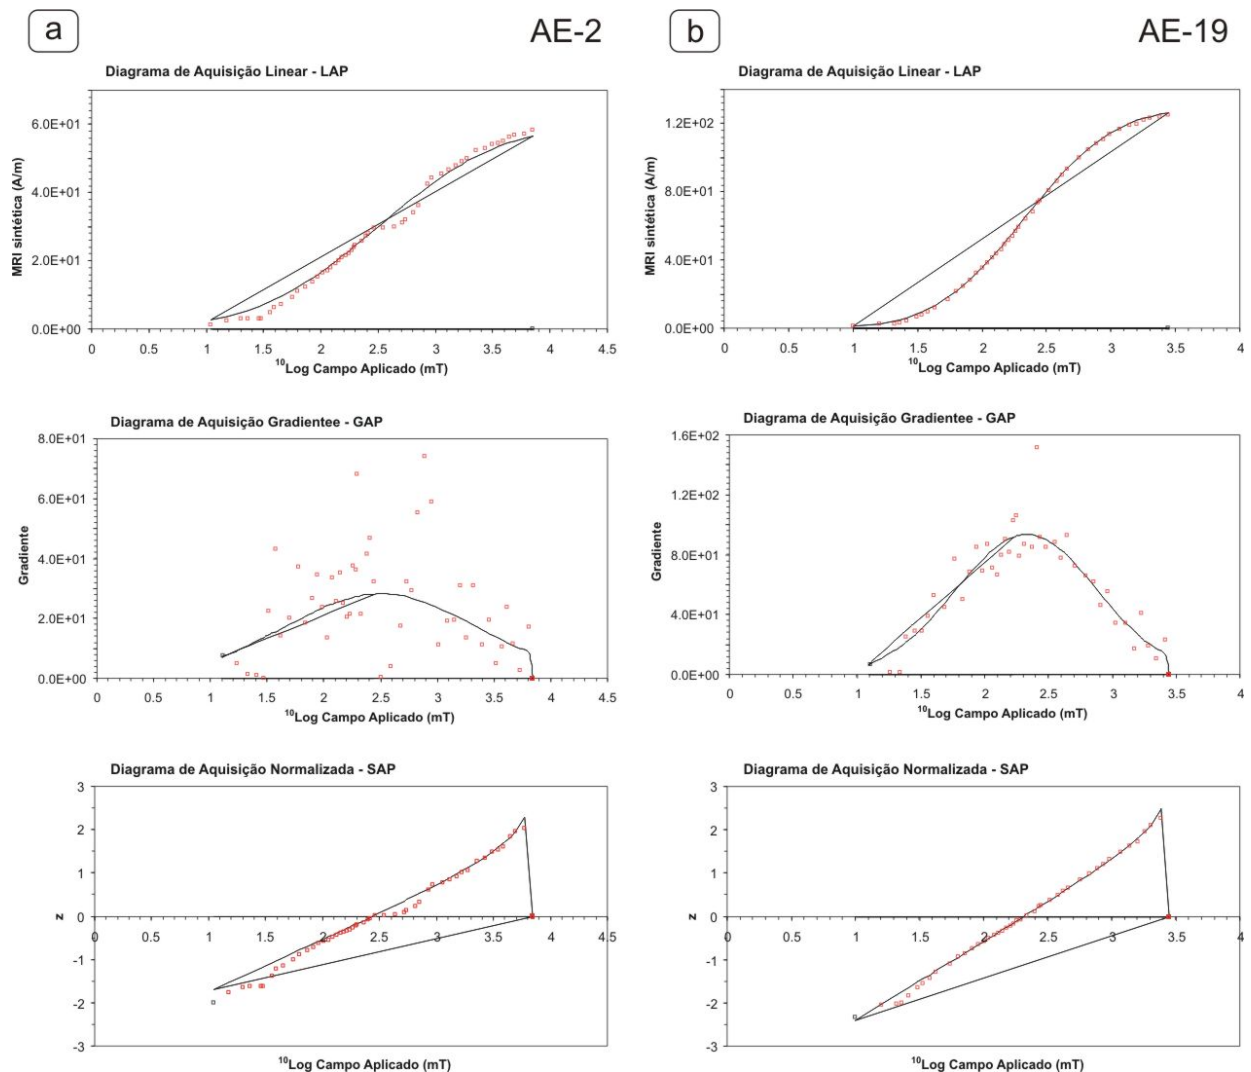 a
AE-2
Diagrama de Aquisição Linear - LAP
MRI sintética (A/m)
6.0E+01
4.0E+01
2.0E+01
0.0E+00
0 0.5 1 1.5 2 2.5 3 3.5 4 4.5
10Log Campo Aplicado (mT)
Diagrama de Aquisição Gradientee - GAP
Gradiente
8.0E+01
6.0E+01
4.0E+01
2.0E+01
0.0E+00
0 0.5 1 1.5 2 2.5 3 3.5 4 4.5
10Log Campo Aplicado (mT)
Diagrama de Aquisição Normalizada - SAP
z
3
2
1
0
-1
-2
-3
0 0.5 1 1.5 2 2.5 3 3.5 4 4.5
10Log Campo Aplicado (mT)
b
AE-19
Diagrama de Aquisição Linear - LAP
MRI sintética (A/m)
1.2E+02
8.0E+01
4.0E+01
0.0E+00
0 0.5 1 1.5 2 2.5 3 3.5 4
10Log Campo Aplicado (mT)
Diagrama de Aquisição Gradientee - GAP
Gradiente
1.6E+02
1.2E+02
8.0E+01
4.0E+01
0.0E+00
0 0.5 1 1.5 2 2.5 3 3.5 4
10Log Campo Aplicado (mT)
Diagrama de Aquisição Normalizada - SAP
z
3
2
1
0
-1
-2
-3
0 0.5 1 1.5 2 2.5 3 3.5 4
10Log Campo Aplicado (mT)